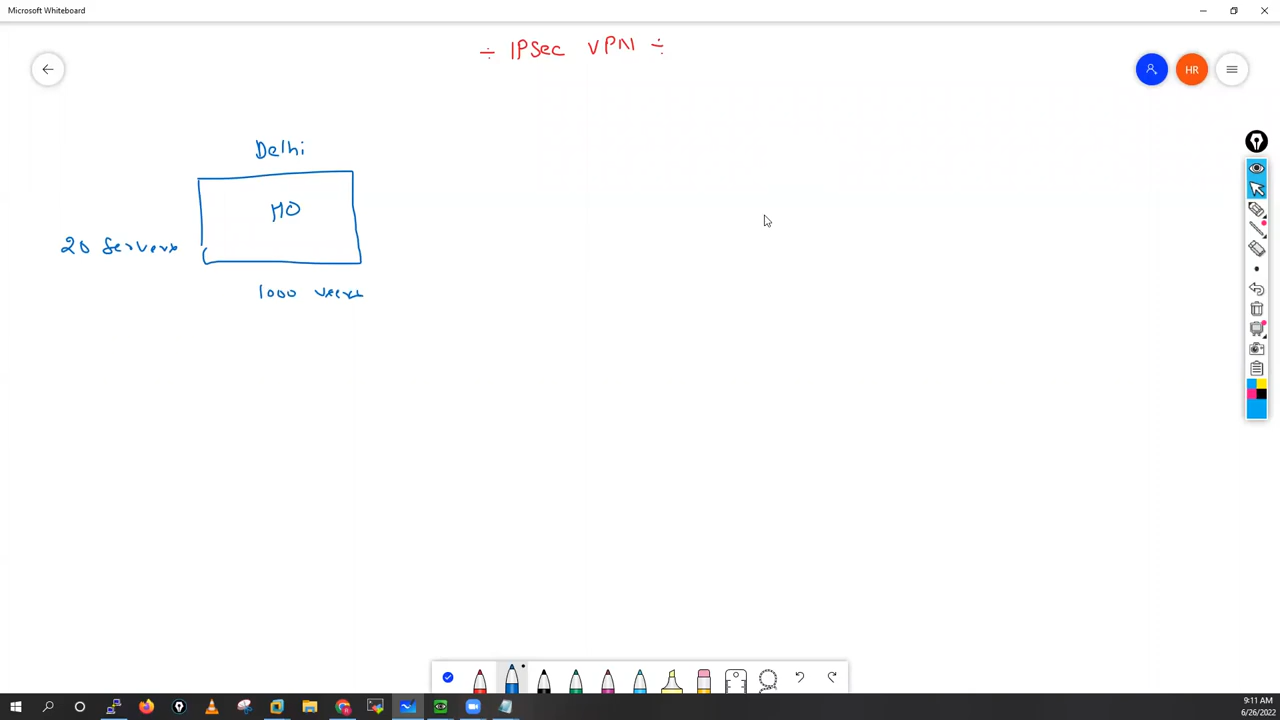 Microsoft Whiteboard
÷ IPSec VPN ÷
HR
Delhi
HO
20 Servers
1000 users
9:11 AM
6/26/2022